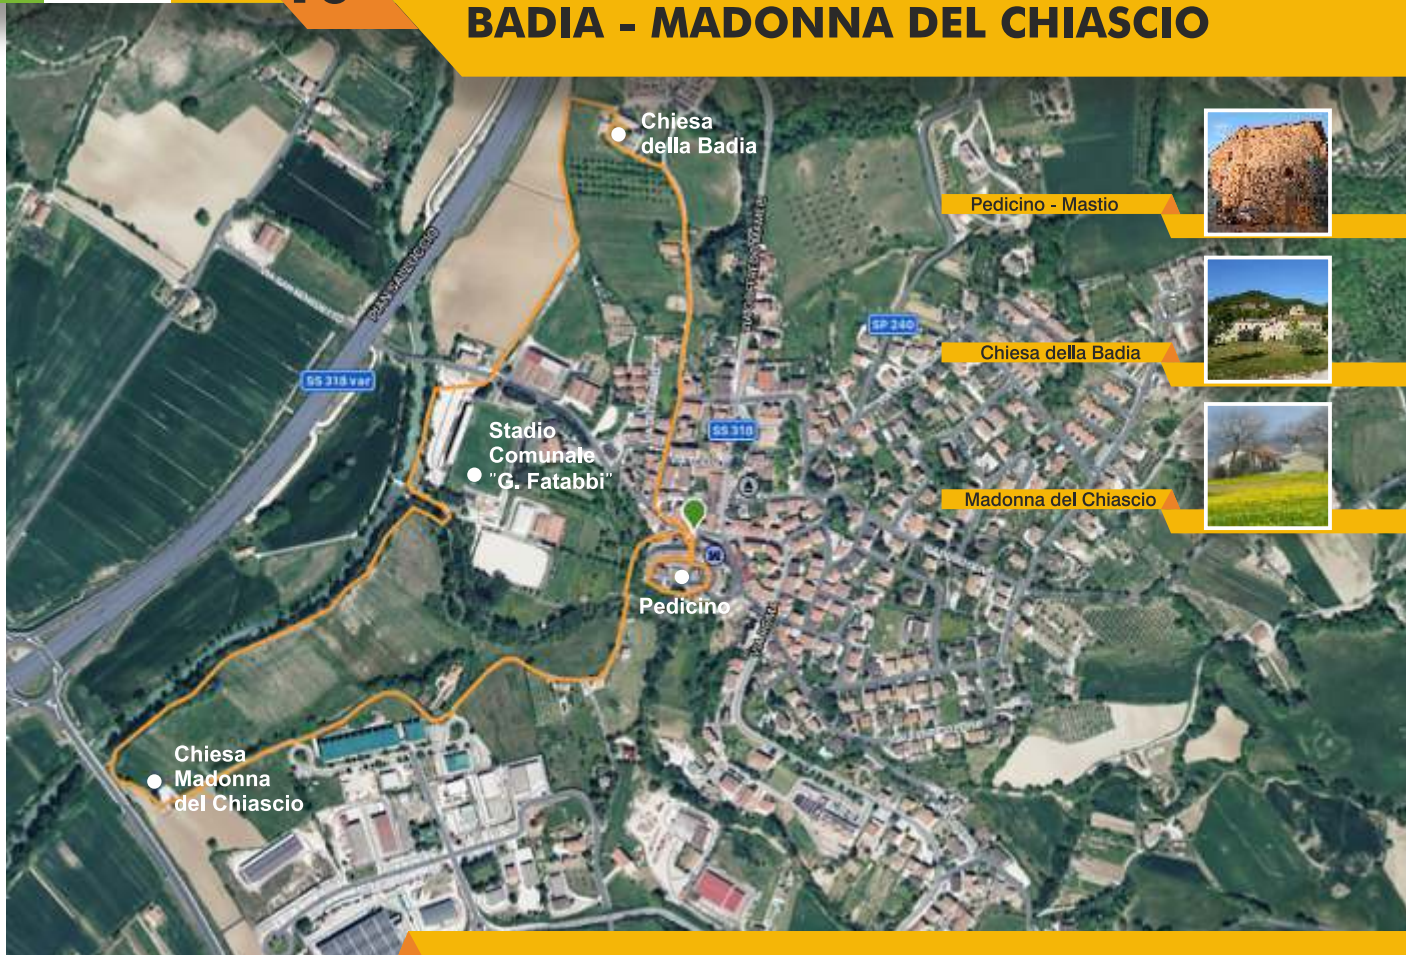 BADIA - MADONNA DEL CHIASCIO
Chiesa
della Badia
Pedicino - Mastio
SP 240
Chiesa della Badia
SS 318 var
SS 318
Stadio
Comunale
"G. Fatabbi"
Madonna del Chiascio
M
Pedicino
Chiesa
Madonna
del Chiascio